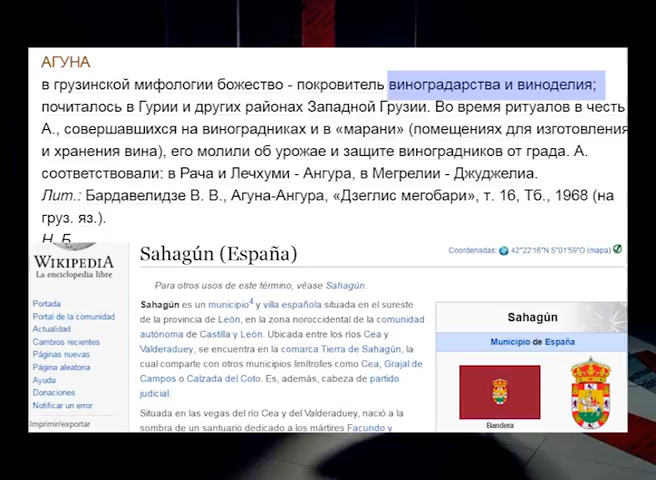 АГУНА
в грузинской мифологии божество - покровитель виноградарства и виноделия;
почиталось в Гурии и других районах Западной Грузии. Во время ритуалов в честь
А., совершавшихся на виноградниках и в «марани» (помещениях для изготовления
и хранения вина), его молили об урожае и защите виноградников от града. А.
соответствовали: в Рача и Лечхуми - Ангура, в Мегрелии - Джуджелиа.
Лит.: Бардавелидзе В. В., Агуна-Ангура, «Дзеглис мегобари», т. 16, Тб., 1968 (на
груз. яз.).
Н. Б.
WIKIPEDIA
La enciclopedia libre
Portada
Portal de la comunidad
Actualidad
Cambios recientes
Páginas nuevas
Página aleatoria
Ayuda
Donaciones
Notificar un error
Imprimir/exportar
Sahagún (España)
Coordenadas: 42°22′16″N 5°01′59″O (mapa)
Para otros usos de este término, véase Sahagún.
Sahagún es un municipio4 y villa española situada en el sureste
de la provincia de León, en la zona noroccidental de la comunidad
autónoma de Castilla y León. Ubicada entre los ríos Cea y
Valderaduey, se encuentra en la comarca Tierra de Sahagún, la
cual comparte con otros municipios limítrofes como Cea, Grajal de
Campos o Calzada del Coto. Es, además, cabeza de partido
judicial.
Situada en las vegas del río Cea y del Valderaduey, nació a la
sombra de un santuario dedicado a los mártires Facundo y
Sahagún
Municipio de España
Bandera